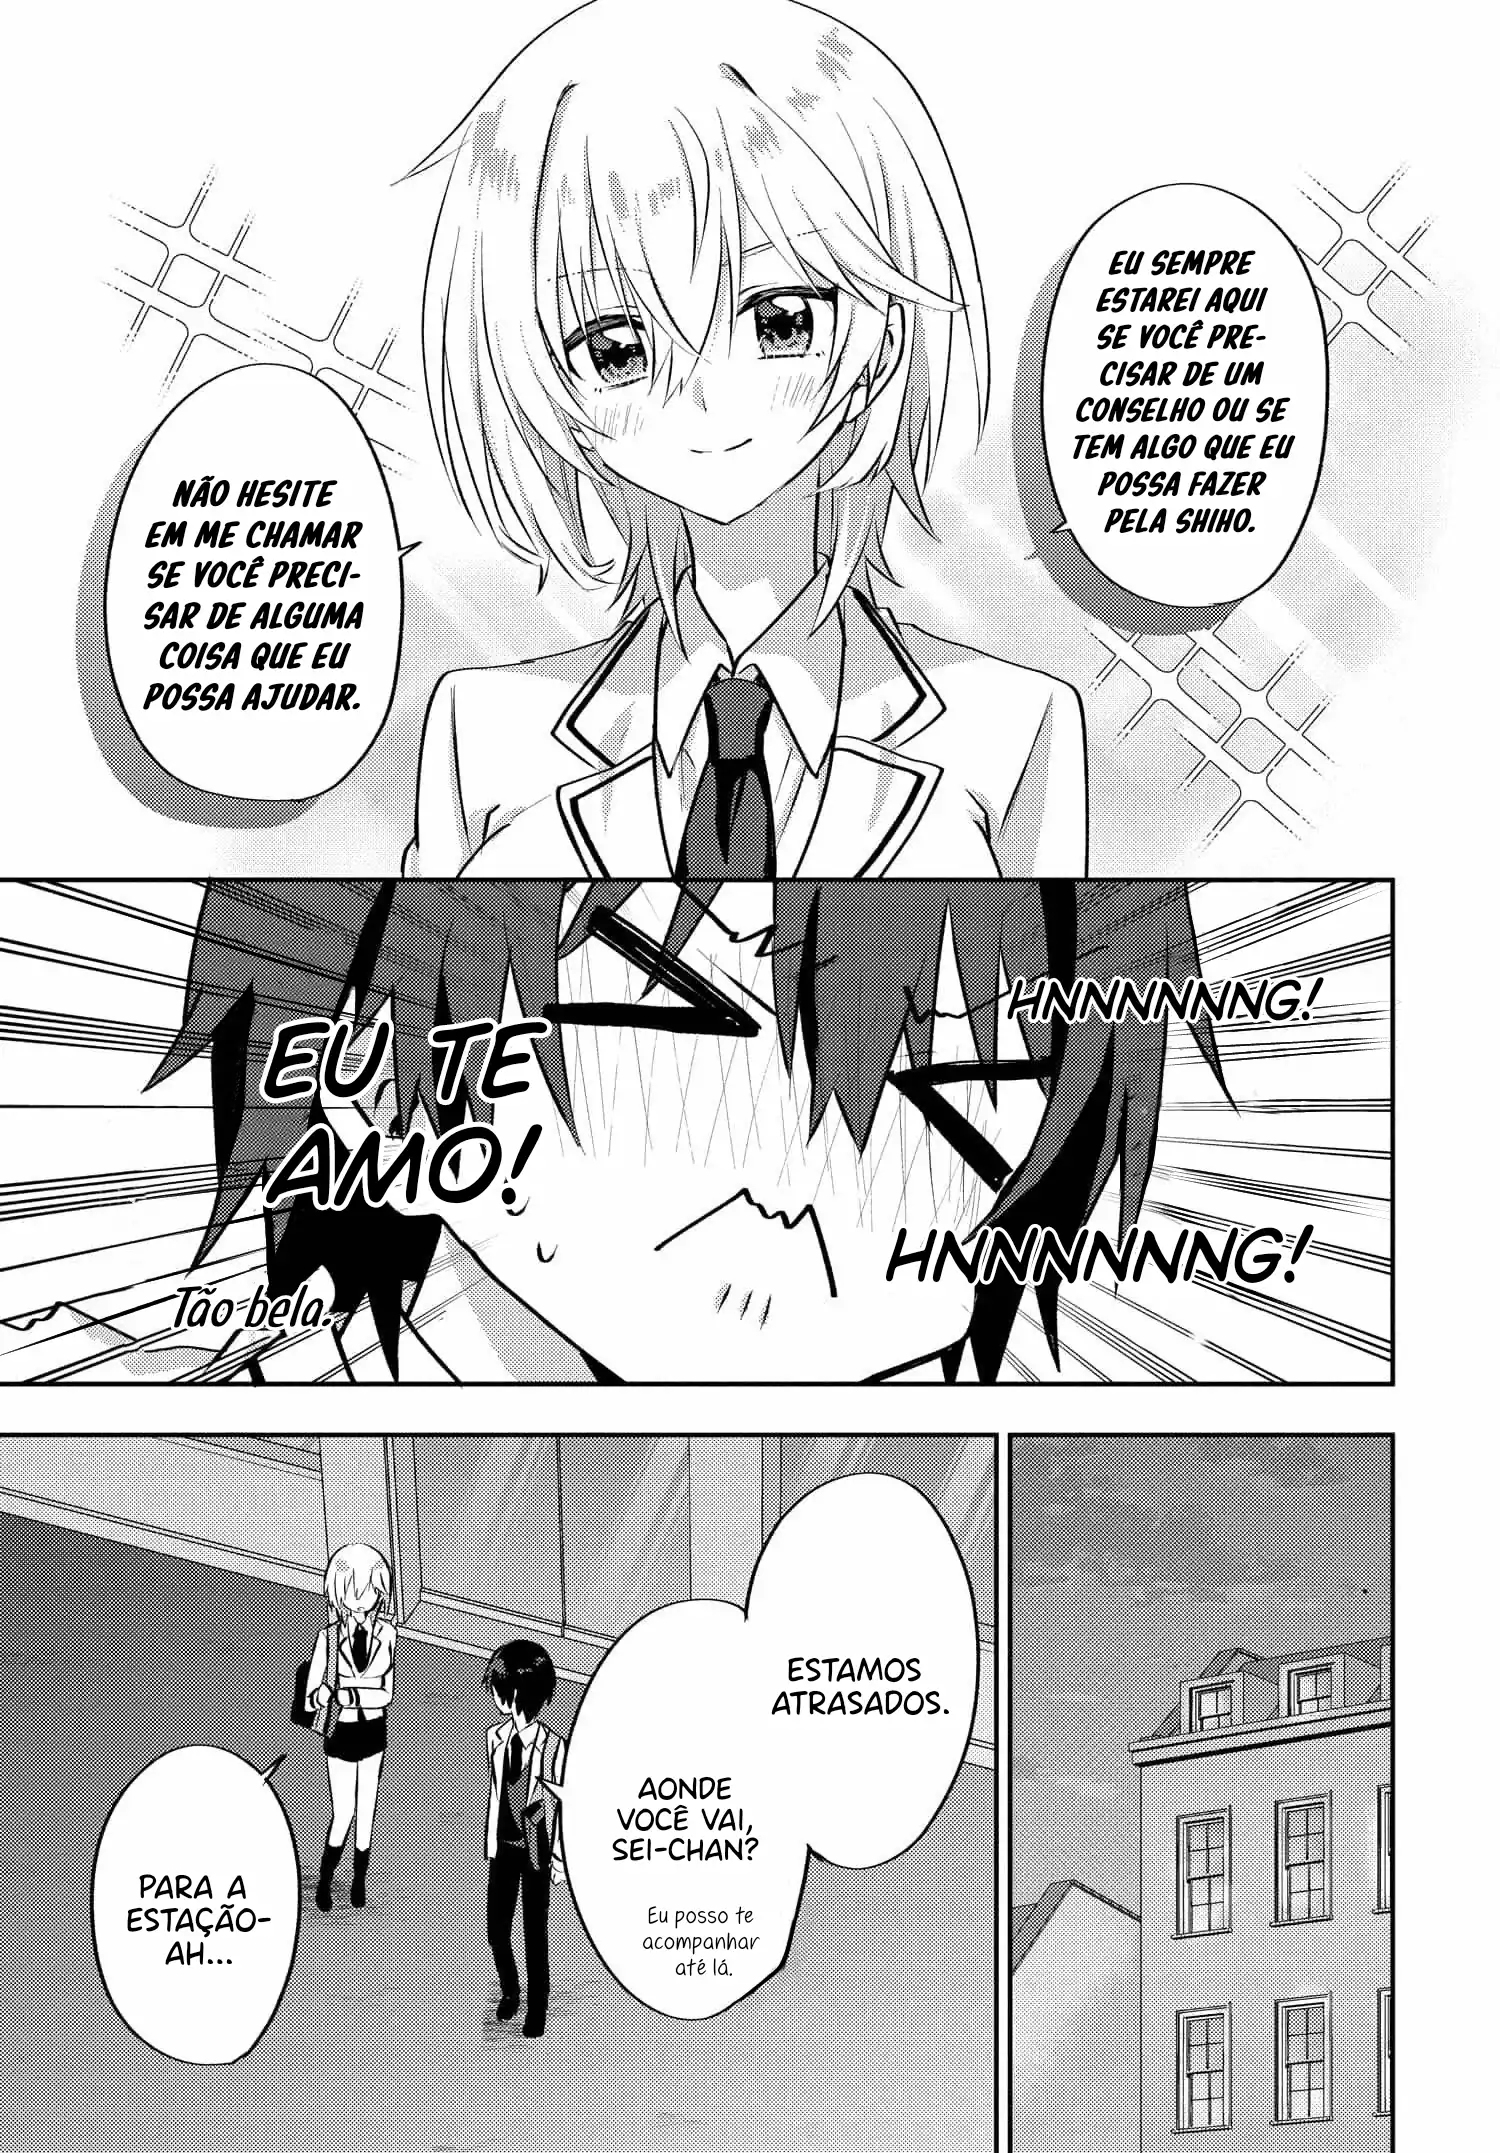 EU SEMPRE
ESTAREI AQUI
SE VOCÊ PRE-
CISAR DE UM
CONSELHO OU SE
TEM ALGO QUE EU
POSSA FAZER
PELA SHIHO.
NÃO HESITE
EM ME CHAMAR
SE VOCÊ PRECI-
SAR DE ALGUMA
COISA QUE EU
POSSA AJUDAR.
HNNNNNNG!
EU TE
AMO!
HNNNNNNG!
Tão bela.
ESTAMOS
ATRASADOS.
AONDE
VOCÊ VAI,
SEI-CHAN?
Eu posso te
acompanhar
até lá.
PARA A
ESTAÇÃO-
AH...